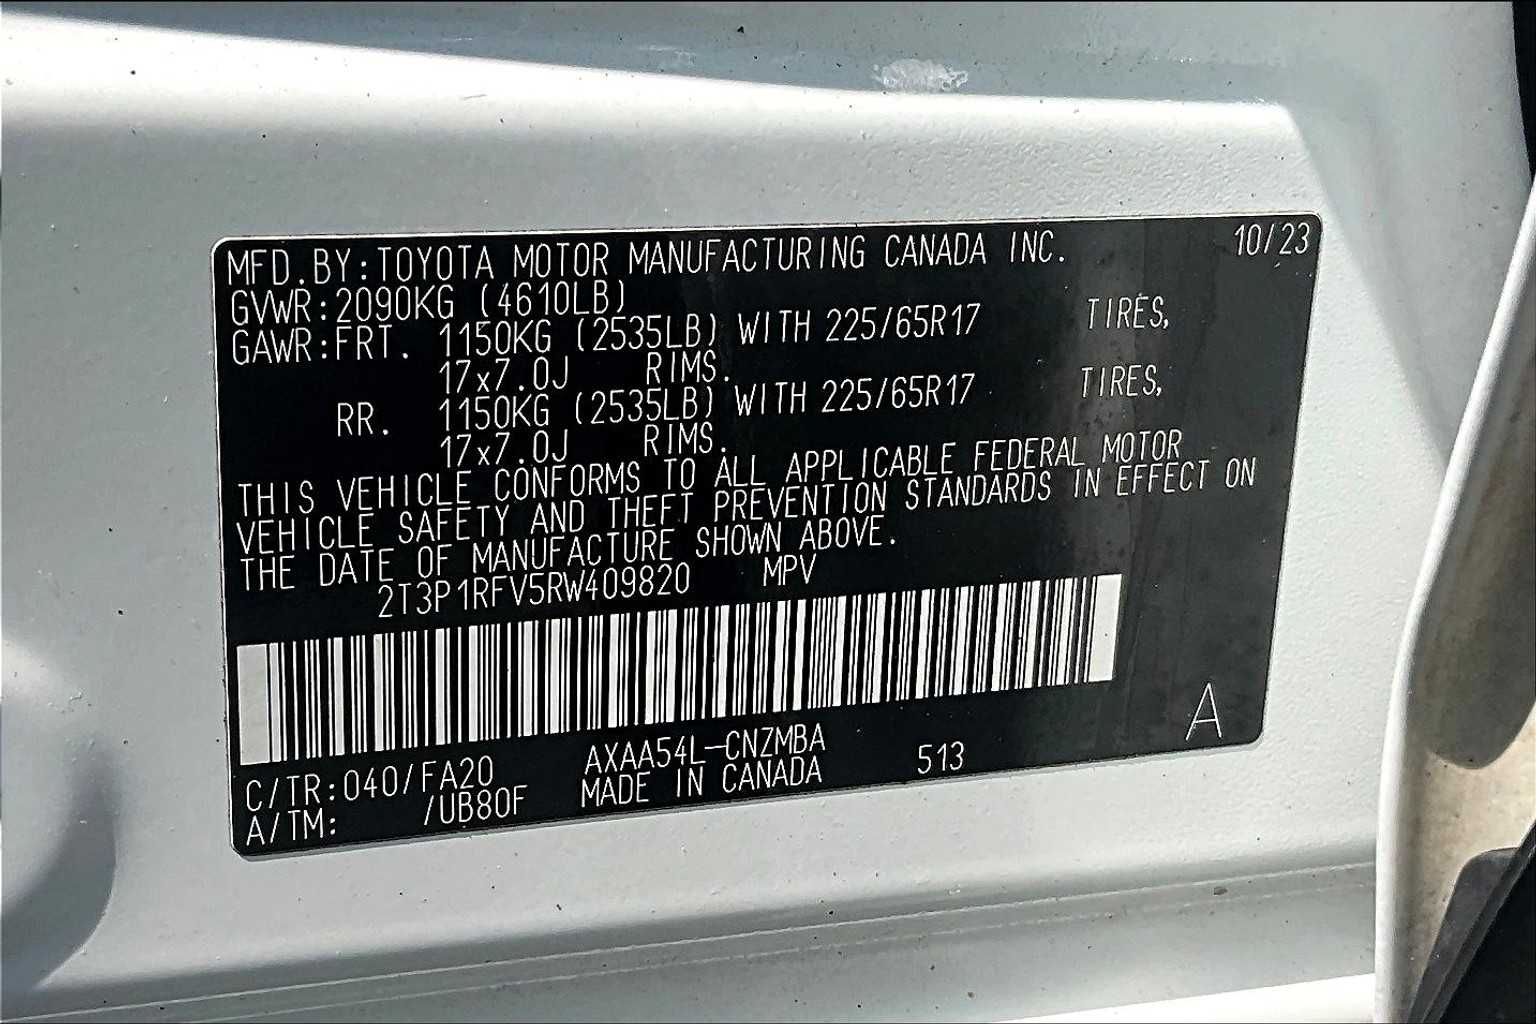 MFD.BY:TOYOTA MOTOR MANUFACTURING CANADA INC. 10/23
GVWR:2090KG (4610LB)
GAWR:FRT. 1150KG (2535LB) WITH 225/65R17 TIRES,
17x7.0J RIMS.
RR. 1150KG (2535LB) WITH 225/65R17 TIRES,
17x7.0J RIMS.
THIS VEHICLE CONFORMS TO ALL APPLICABLE FEDERAL MOTOR
VEHICLE SAFETY AND THEFT PREVENTION STANDARDS IN EFFECT ON
THE DATE OF MANUFACTURE SHOWN ABOVE.
2T3P1RFV5RW409820 MPV
A
C/TR:040/FA20 AXAA54L-CNZMBA 513
A/TM: /UB80F MADE IN CANADA